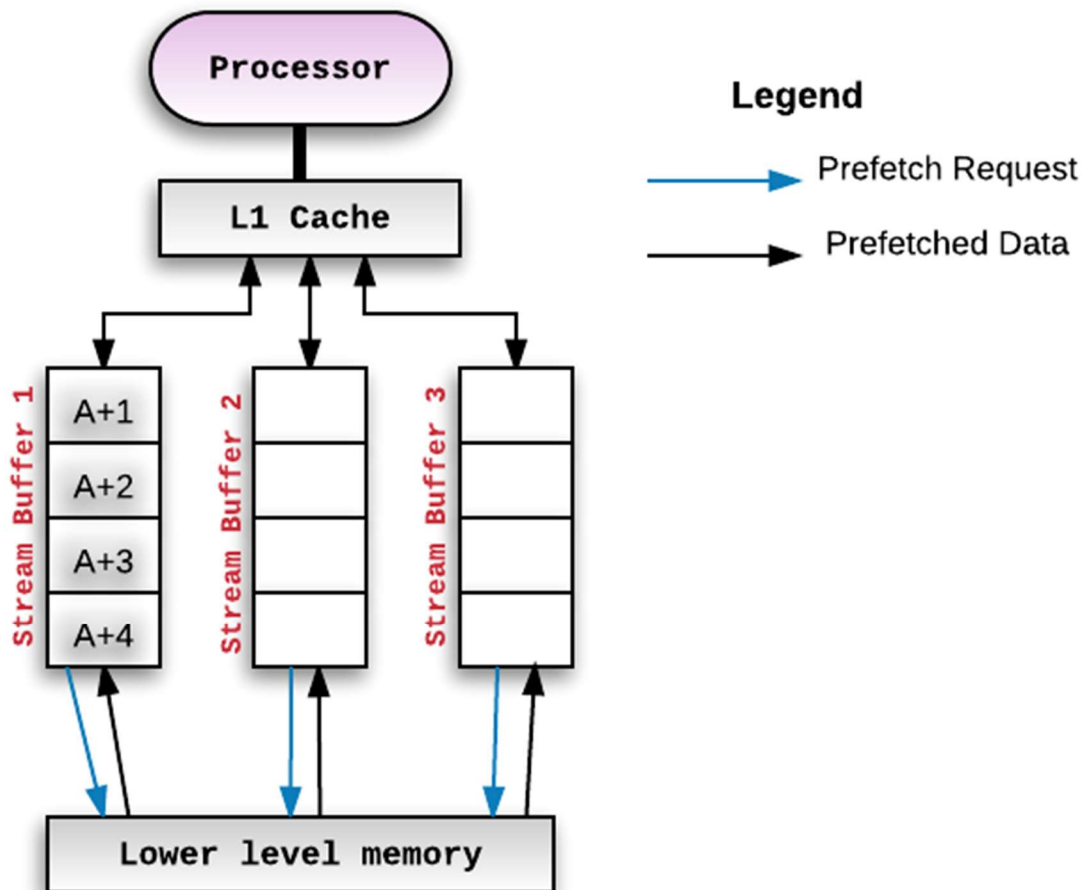 Processor
Legend
Prefetch Request
L1 Cache
Prefetched Data
Stream Buffer 1
A+1
A+2
A+3
A+4
Stream Buffer 2
Stream Buffer 3
Lower level memory